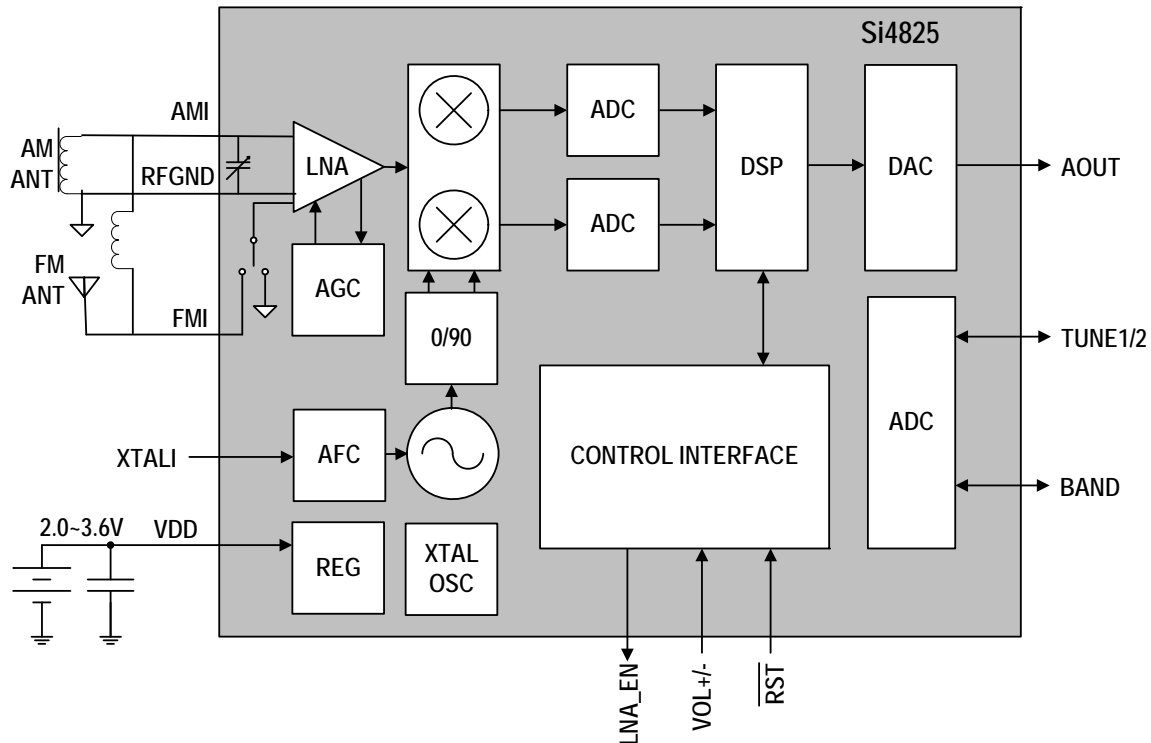 Si4825
AMI
AM
ANT
RFGND
LNA
ADC
DSP
DAC
AOUT
ADC
FM
ANT
FMI
AGC
0/90
TUNE1/2
ADC
BAND
XTALI
AFC
CONTROL INTERFACE
2.0~3.6V
VDD
REG
XTAL
OSC
LNA_EN
VOL+/-
RST